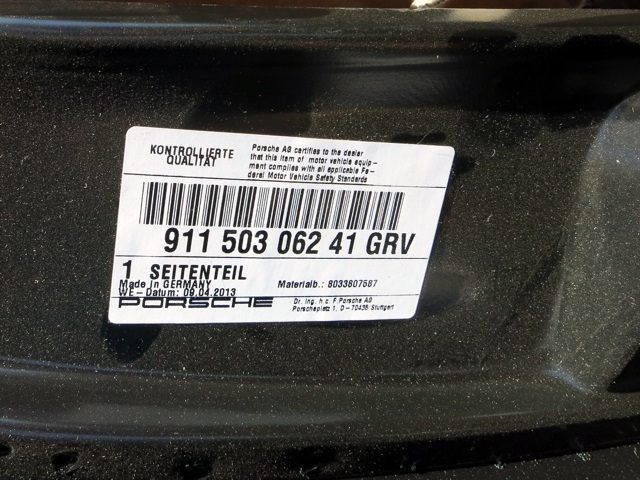 KONTROLLIERTE
QUALITÄT
Porsche AG certifies to the dealer
that this item of motor vehicle equip-
ment complies with all applicable Fe-
deral Motor Vehicle Safety Standards
911 503 062 41 GRV
1 SEITENTEIL
Made in GERMANY
Materialb.: 8033807587
WE-Datum: 09.04.2013
PORSCHE
Dr. Ing. h.c. F.Porsche AG
Porscheplatz 1, D-70435 Stuttgart